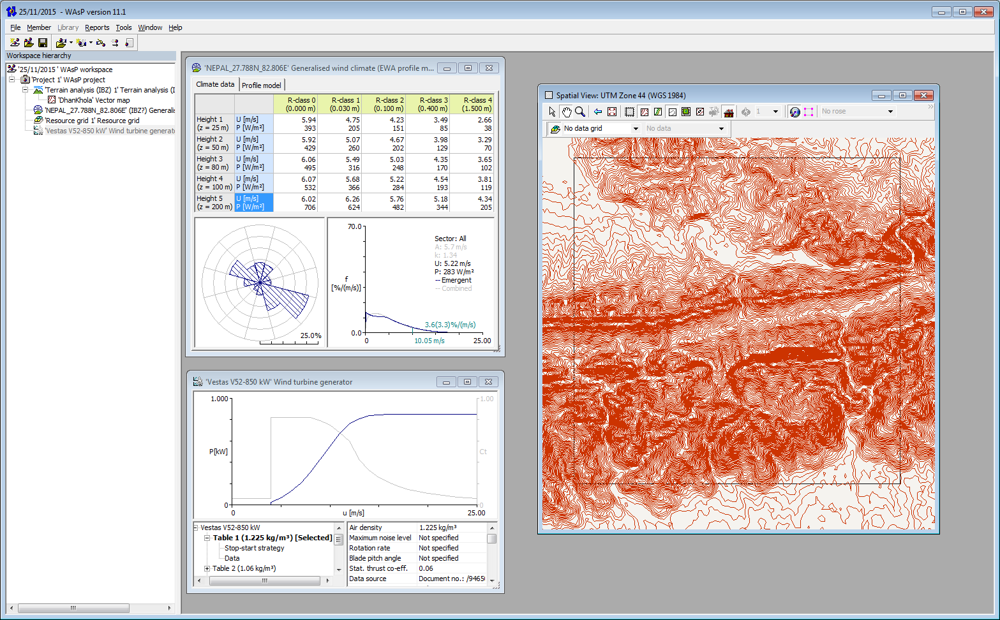 25/11/2015 - WAsP version 11.1
File Member Library Reports Tools Window Help
Workspace hierarchy
'25/11/2015 ' WAsP workspace
'Project 1' WAsP project
'Terrain analysis (IBZ) 1' Terrain analysis (I
'DhanKhola' Vector map
'NEPAL_27.788N_82.806E' (IBZ?) Generalis
'Resource grid 1' Resource grid
'Vestas V52-850 kW' Wind turbine generato
'NEPAL_27.788N_82.806E' Generalised wind climate (EWA profile m...
Climate data Profile model
R-class 0 R-class 1 R-class 2 R-class 3 R-class 4
(0.000 m) (0.030 m) (0.100 m) (0.400 m) (1.500 m)
Height 1 U [m/s] 5.94 4.75 4.23 3.49 2.66
(z = 25 m) P [W/m²] 393 205 151 85 38
Height 2 U [m/s] 5.92 5.07 4.67 3.98 3.29
(z = 50 m) P [W/m²] 429 260 202 129 70
Height 3 U [m/s] 6.06 5.49 5.03 4.35 3.65
(z = 80 m) P [W/m²] 495 316 248 170 102
Height 4 U [m/s] 6.07 5.68 5.22 4.54 3.81
(z = 100 m) P [W/m²] 532 366 284 193 119
Height 5 U [m/s] 6.02 6.26 5.76 5.18 4.34
(z = 200 m) P [W/m²] 706 624 482 344 205
25.0%
70.0
f
[%/(m/s)]
0.0
0
25.00
Sector: All
A: 5.7 m/s
k: 1.34
U: 5.22 m/s
P: 283 W/m²
-- Emergent
-- Combined
3.6(3.3)%/(m/s)
10.05 m/s
'Vestas V52-850 kW' Wind turbine generator
1.000
1.00
P[kW]
Ct
0
0
0
u [m/s]
25.00
Vestas V52-850 kW
Table 1 (1.225 kg/m³) [Selected]
Stop-start strategy
Data
Table 2 (1.06 kg/m³)
Air density 1.225 kg/m³
Maximum noise level Not specified
Rotation rate Not specified
Blade pitch angle Not specified
Stat. thrust co-eff. 0.06
Data source Document no.: /94650
Spatial View: UTM Zone 44 (WGS 1984)
1
No rose
No data grid
No data